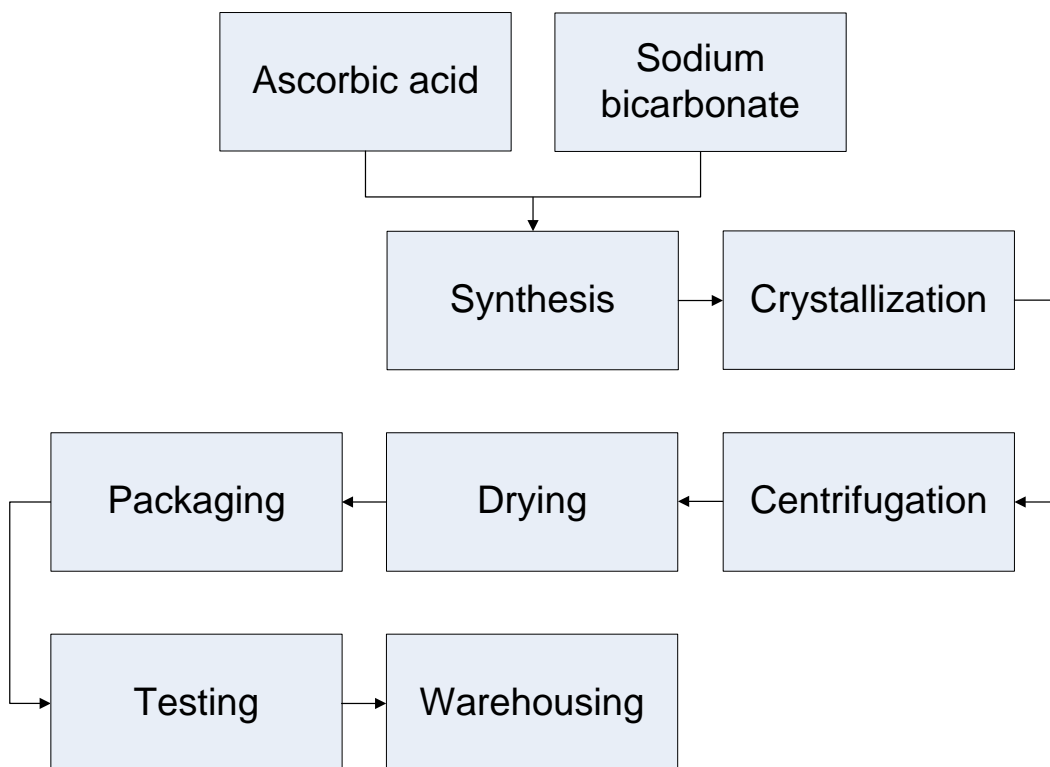 Ascorbic acid
Sodium
bicarbonate
Synthesis
Crystallization
Packaging
Drying
Centrifugation
Testing
Warehousing